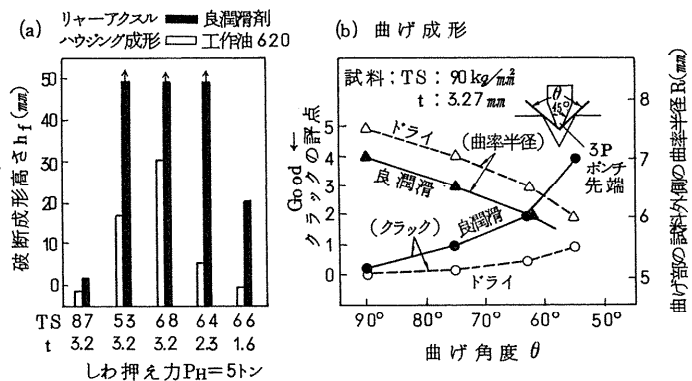 (a)
リャーアクスル 良潤滑剤
ハウジング成形 工作油620
破断成形高さhf(mm)
50
40
30
20
10
0
TS 87 53 68 64 66
t 3.2 3.2 3.2 2.3 1.6
しわ押え力PH=5トン
(b) 曲げ成形
試料:TS:90kg/mm²
t:3.27mm
θ
15°
3P
ポンチ
先端
ドライ
(曲率半径)
良潤滑
(クラック)
良潤滑
ドライ
Good ←
クラックの評点
5
4
3
2
1
0
8
7
6
5
曲げ部の試料外側の曲率半径R(mm)
90° 80° 70° 60° 50°
曲げ角度θ